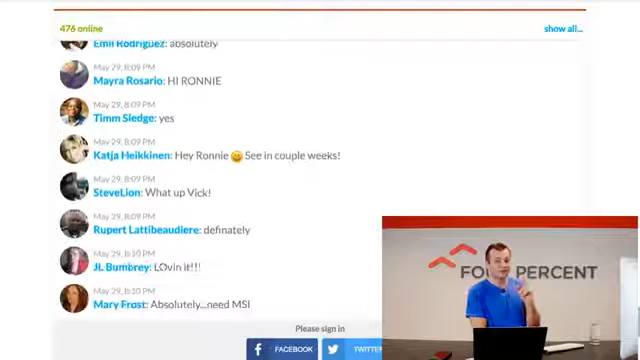 476 online
show all...
Emil Rodriguez: absolutely
May 29, 8:09 PM
Mayra Rosario: HI RONNIE
May 29, 8:09 PM
Timm Sledge: yes
May 29, 8:09 PM
Katja Heikkinen: Hey Ronnie 😀 See in couple weeks!
May 29, 8:09 PM
SteveLion: What up Vick!
May 29, 8:09 PM
Rupert Lattibeaudiere: definately
May 29, 8:10 PM
JL Bumbrey: LOvin it!!!
May 29, 8:10 PM
Mary Frost: Absolutely...need MSI
Please sign in
FACEBOOK
TWITTER
FOUR PERCENT